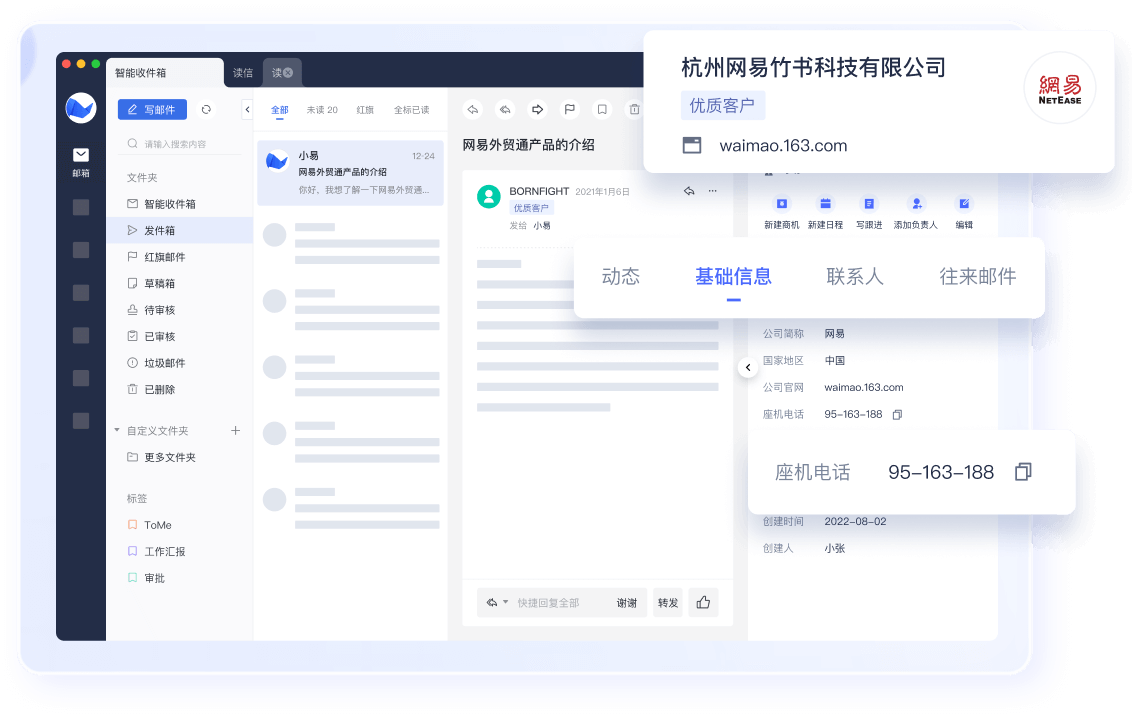 杭州网易竹书科技有限公司
優質客户
waimao.163.com
網易
NETEASE
智能收件箱
读信
读
邮箱
写邮件
请输入搜索内容
文件夹
智能收件箱
发件箱
红旗邮件
草稿箱
待审核
已审核
垃圾邮件
已删除
自定义文件夹
更多文件夹
标签
ToMe
工作汇报
审批
全部
未读 20
红旗
全标已读
小易
12-24
网易外贸通产品的介绍
你好，我想了解一下网易外贸通...
网易外贸通产品的介绍
BORNFIGHT 2021年1月6日
优质客户
发给 小易
快捷回复全部
谢谢
转发
新建商机
新建日程
写跟进
添加负责人
编辑
动态
基础信息
联系人
往来邮件
公司简称 网易
国家地区 中国
公司官网 waimao.163.com
座机电话 95-163-188
座机电话 95-163-188
创建时间 2022-08-02
创建人 小张